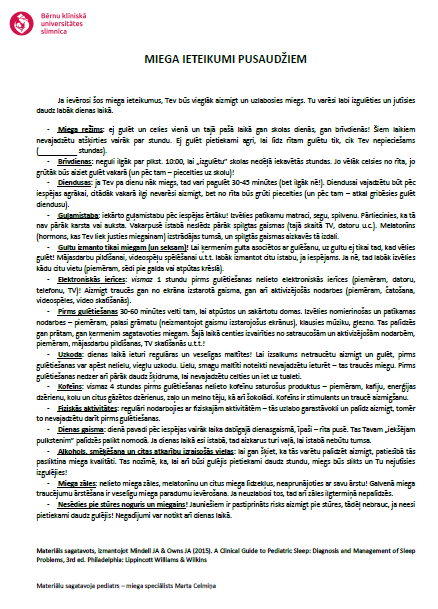 Bērnu klīniskā
universitātes
slimnīca
MIEGA IETEIKUMI PUSAUDŽIEM
Ja ievērosi šos miega ieteikumus, Tev būs vieglāk aizmigt un uzlabosies miegs. Tu varēsi labi izgulēties un jutīsies
daudz labāk dienas laikā.
- Miega režīms: ej gulēt un celies vienā un tajā pašā laikā gan skolas dienās, gan brīvdienās! Šiem laikiem
nevajadzētu atšķirties vairāk par stundu. Ej gulēt pietiekami agri, lai līdz rītam gulētu tik, cik Tev nepieciešams
(__________ stundas).
- Brīvdienas: neguli ilgāk par plkst. 10:00, lai „izgulētu” skolas nedēļā iekavētās stundas. Jo vēlāk celsies no rīta, jo
grūtāk būs aiziet gulēt vakarā (un pēc tam – piecelties uz skolu)!
- Diendusas: ja Tev pa dienu nāk miegs, tad vari pagulēt 30-45 minūtes (bet ilgāk nē!). Diendusai vajadzētu būt pēc
iespējas agrākai, citādāk vakarā ilgi nevarēsi aizmigt, bet no rīta būs grūti piecelties (un pēc tam – atkal gribēsies gulēt
diendusu).
- Guļamistaba: iekārto guļamistabu pēc iespējas ērtāku! Izvēlies patīkamu matraci, segu, spilvenu. Pārliecinies, ka tā
nav pārāk karsta vai auksta. Vakarpusē istabā neslēdz pārāk spilgtas gaismas (tajā skaitā TV, datoru u.c.). Melatonīns
(hormons, kas Tev liek justies miegainam) izstrādājas tumsā, un spilgtās gaismas aizkavēs tā izdali.
- Gultu izmanto tikai miegam (un seksam)! Lai ķermenim gulta asociētos ar gulēšanu, uz gultu ej tikai tad, kad vēlies
gulēt! Mājasdarbu pildīšanai, videospēļu spēlēšanai u.t.t. labāk izmantot citu istabu, ja iespējams. Ja nē, tad labāk izvēlies
kādu citu vietu (piemēram, sēdi pie galda vai atpūtas krēslā).
- Elektroniskās ierīces: vismaz 1 stundu pirms gulētiešanas nelieto elektroniskās ierīces (piemēram, datoru,
telefonu, TV)! Aizmigt traucēs gan no ekrāna izstarotā gaisma, gan arī aktivizējošās nodarbes (piemēram, čatošana,
videospēles, video skatīšanās).
- Pirms gulētiešanas 30-60 minūtes velti tam, lai atpūstos un sakārtotu domas. Izvēlies nomierinošas un patīkamas
nodarbes – piemēram, palasi grāmatu (neizmantojot gaismu izstarojošus ekrānus), klausies mūziku, glezno. Tas palīdzēs
gan prātam, gan ķermenim sagatavoties miegam. Šajā laikā centies izvairīties no satraucošām un aktivizējošām nodarbēm,
piemēram, mājasdarbu pildīšanas, TV skatīšanās u.t.t.!
- Uzkoda: dienas laikā ieturi regulāras un veselīgas maltītes! Lai izsalkums netraucētu aizmigt un gulēt, pirms
gulētiešanas var apēst nelielu, vieglu uzkodu. Lielu, smagu maltīti noteikti nevajadzētu ieturēt – tas traucēs miegu. Pirms
gulētiešanas nedzer arī pārāk daudz šķidruma, lai nevajadzētu celties un iet uz tualeti.
- Kofeīns: vismaz 4 stundas pirms gulētiešanas nelieto kofeīnu saturošus produktus – piemēram, kafiju, enerģijas
dzērienu, kolu un citus gāzētos dzērienus, zaļo un melno tēju, kā arī šokolādi. Kofeīns ir stimulants un traucē aizmigšanu.
- Fiziskās aktivitātes: regulāri nodarbojies ar fiziskajām aktivitātēm – tās uzlabo garastāvokli un palīdz aizmigt, tomēr
to nevajadzētu darīt pirms gulētiešanas.
- Dienas gaisma: dienā pavadi pēc iespējas vairāk laika dabīgajā dienasgaismā, īpaši – rīta pusē. Tas Tavam „iekšējam
pulkstenim” palīdzēs palikt nomodā. Ja dienas laikā esi istabā, tad aizkarus turi vaļā, lai istabā nebūtu tumsa.
- Alkohols, smēķēšana un citas atkarību izraisošās vielas: lai gan šķiet, ka tās varētu palīdzēt aizmigt, patiesībā tās
pasliktina miega kvalitāti. Tas nozīmē, ka, lai arī būsi gulējis pietiekami daudz stundu, miegs būs slikts un Tu nejutīsies
izgulējies!
- Miega zāles: nelieto miega zāles, melatonīnu un citus miega līdzekļus, neaprunājoties ar savu ārstu! Galvenā miega
traucējumu ārstēšana ir veselīgu miega paradumu ievērošana. Ja neuzlabosi tos, tad arī zāles ilgtermiņā nepalīdzēs.
- Nesēdies pie stūres noguris un miegains! Jauniešiem ir pastiprināts risks aizmigt pie stūres, tādēļ nebrauc, ja neesi
pietiekami daudz gulējis! Negadījumi var notikt arī dienas laikā.
Materiāls sagatavots, izmantojot Mindell JA & Owns JA (2015). A Clinical Guide to Pediatric Sleep: Diagnosis and Management of Sleep
Problems, 3rd ed. Philadelphia: Lippincott Williams & Wilkins
Materiālu sagatavoja pediatrs – miega speciālists Marta Celmiņa